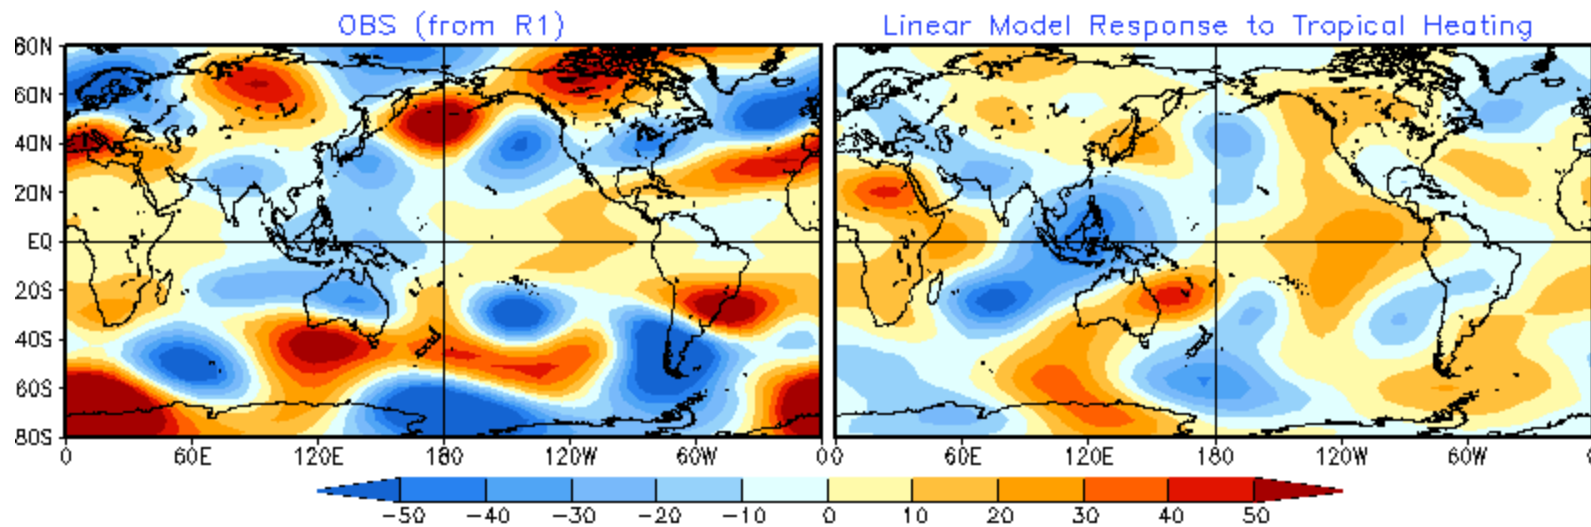 OBS (from R1)
Linear Model Response to Tropical Heating
80N
60N
40N
20N
EQ
20S
40S
60S
80S
0 60E 120E 180 120W 60W 0
0 60E 120E 180 120W 60W 0
-50 -40 -30 -20 -10 0 10 20 30 40 50